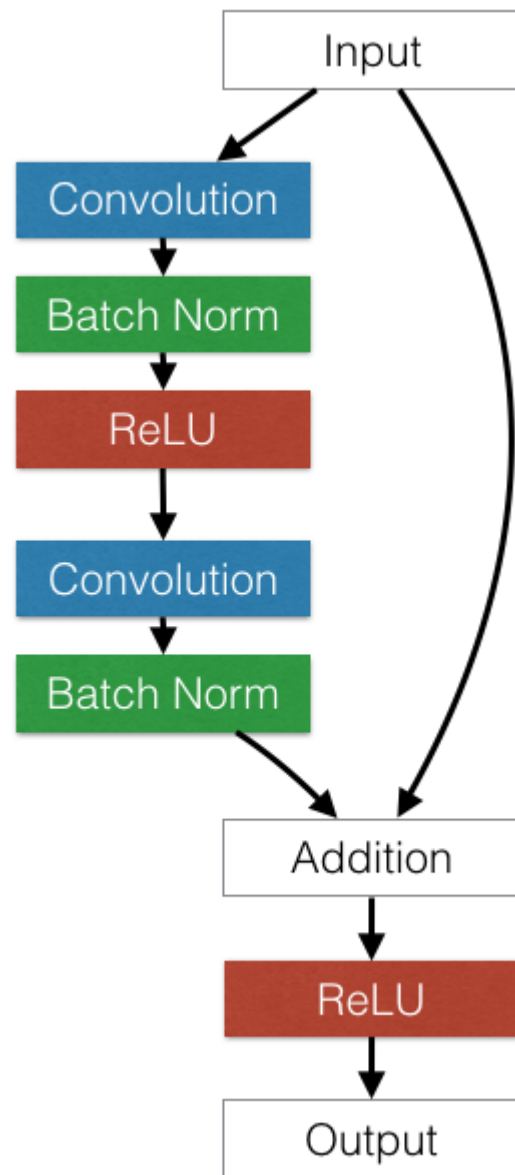 Input
Convolution
Batch Norm
ReLU
Convolution
Batch Norm
Addition
ReLU
Output